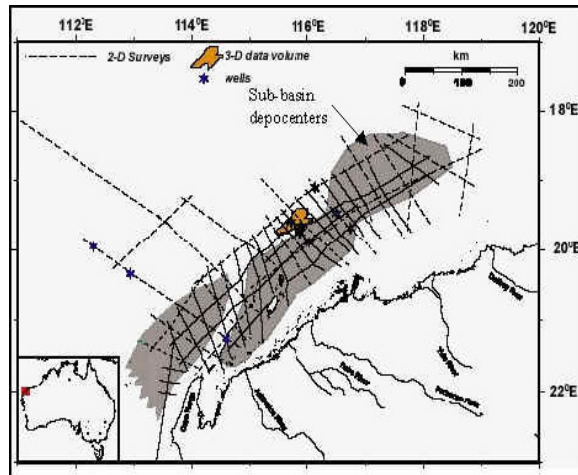 112°E 114°E 116°E 118°E 120°E
2-D Surveys 3-D data volume
wells
km
0 100 200
Sub-basin
depocenters
18°E
20°E
22°E